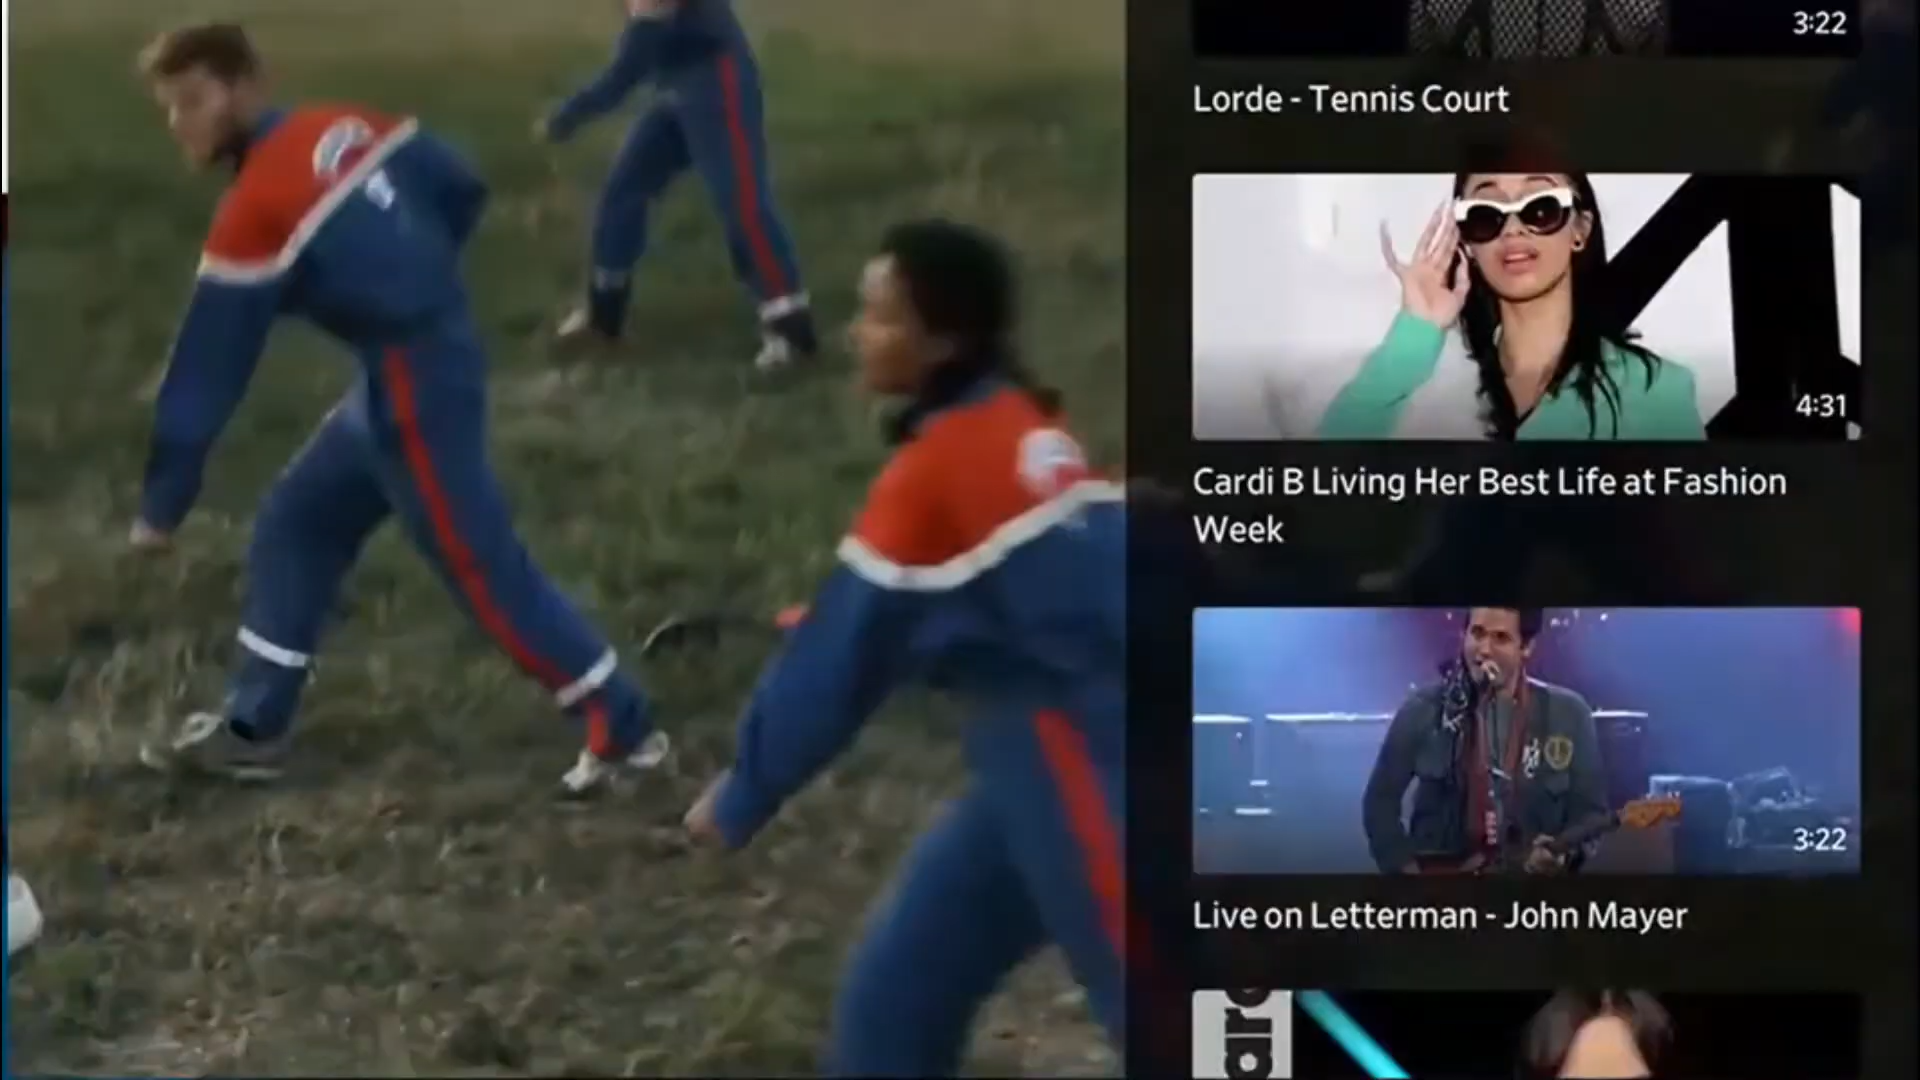 3:22
Lorde - Tennis Court
4:31
Cardi B Living Her Best Life at Fashion
Week
3:22
Live on Letterman - John Mayer